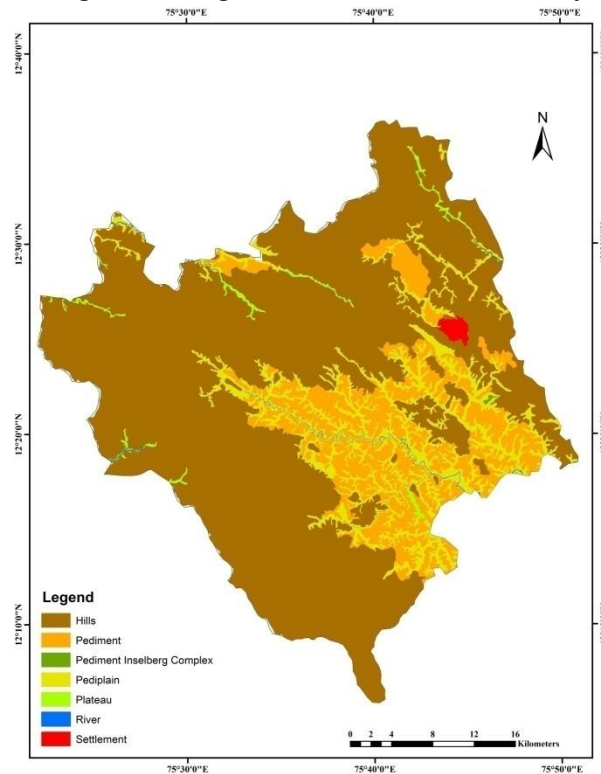 75°30'0"E 75°40'0"E 75°50'0"E
12°40'0"N
N
12°30'0"N
12°20'0"N
12°10'0"N
Legend
Hills
Pediment
Pediment Inselberg Complex
Pediplain
Plateau
River
Settlement
0 2 4 8 12 16
Kilometers
75°30'0"E 75°40'0"E 75°50'0"E